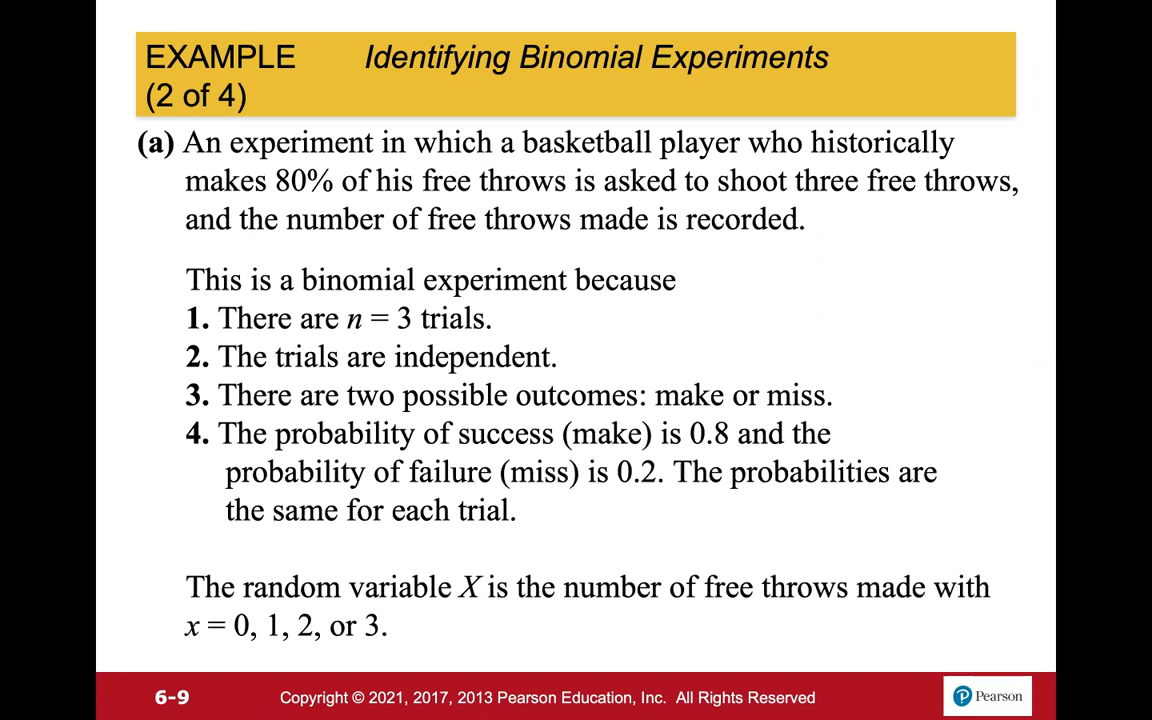 EXAMPLE Identifying Binomial Experiments
(2 of 4)
(a) An experiment in which a basketball player who historically
makes 80% of his free throws is asked to shoot three free throws,
and the number of free throws made is recorded.
This is a binomial experiment because
1. There are n = 3 trials.
2. The trials are independent.
3. There are two possible outcomes: make or miss.
4. The probability of success (make) is 0.8 and the
probability of failure (miss) is 0.2. The probabilities are
the same for each trial.
The random variable X is the number of free throws made with
x = 0, 1, 2, or 3.
6-9 Copyright © 2021, 2017, 2013 Pearson Education, Inc. All Rights Reserved P Pearson